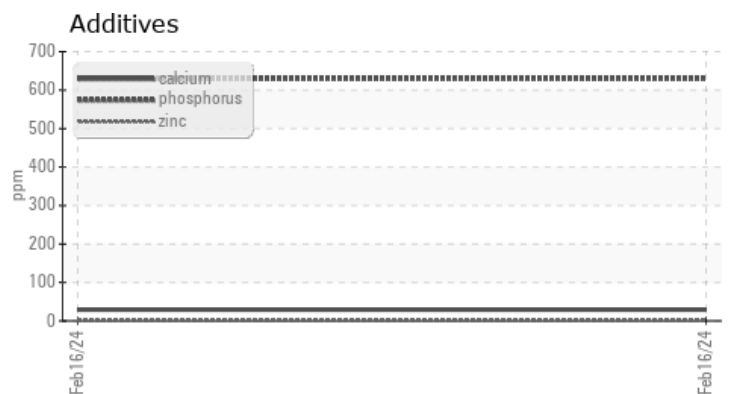 Additives
700
600
500
400
300
200
100
0
ppm
calcium
phosphorus
zinc
Feb16/24
Feb16/24